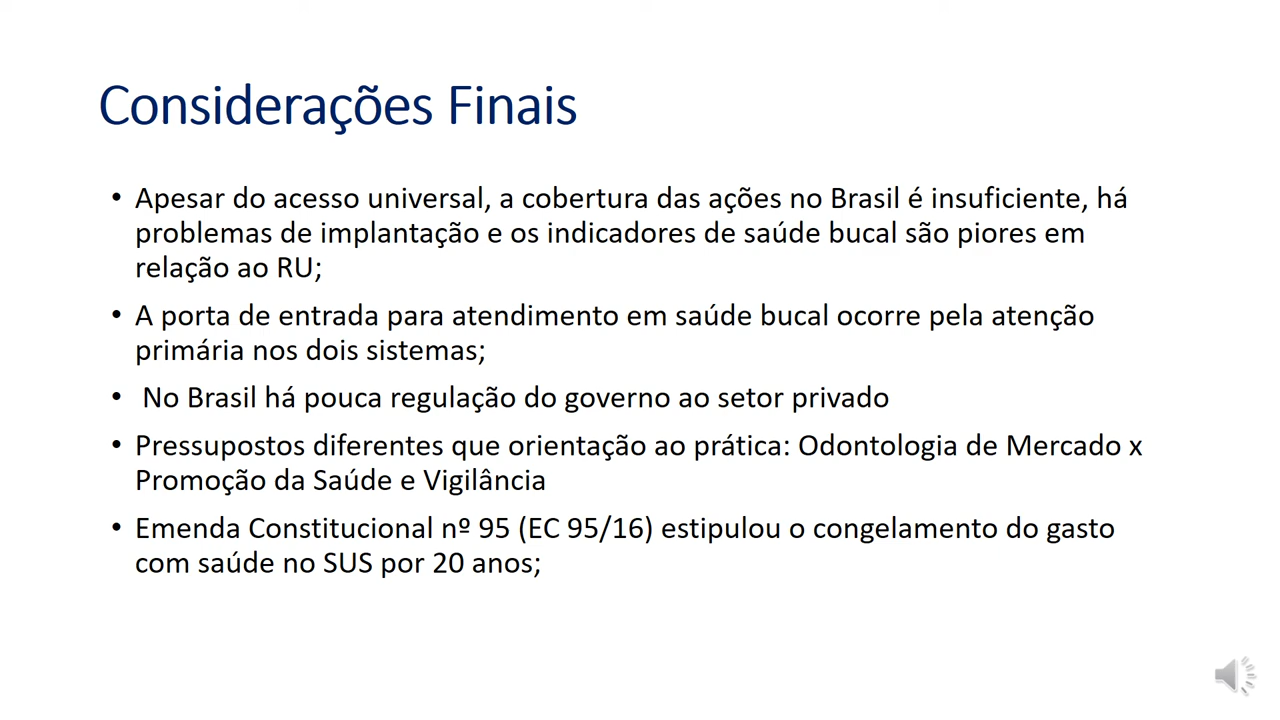 Considerações Finais
• Apesar do acesso universal, a cobertura das ações no Brasil é insuficiente, há
problemas de implantação e os indicadores de saúde bucal são piores em
relação ao RU;
• A porta de entrada para atendimento em saúde bucal ocorre pela atenção
primária nos dois sistemas;
• No Brasil há pouca regulação do governo ao setor privado
• Pressupostos diferentes que orientação ao prática: Odontologia de Mercado x
Promoção da Saúde e Vigilância
• Emenda Constitucional nº 95 (EC 95/16) estipulou o congelamento do gasto
com saúde no SUS por 20 anos;